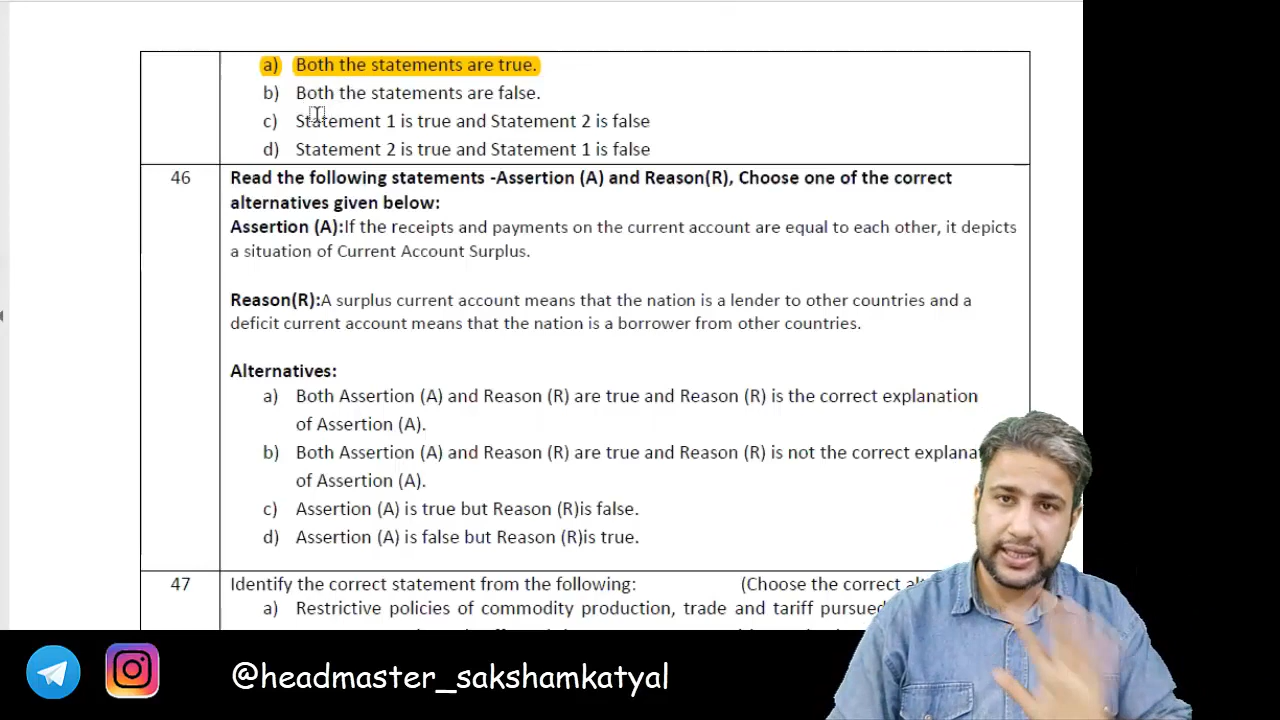 a) Both the statements are true.
b) Both the statements are false.
c) Statement 1 is true and Statement 2 is false
d) Statement 2 is true and Statement 1 is false
46 Read the following statements -Assertion (A) and Reason(R), Choose one of the correct
alternatives given below:
Assertion (A):If the receipts and payments on the current account are equal to each other, it depicts
a situation of Current Account Surplus.
Reason(R):A surplus current account means that the nation is a lender to other countries and a
deficit current account means that the nation is a borrower from other countries.
Alternatives:
a) Both Assertion (A) and Reason (R) are true and Reason (R) is the correct explanation
of Assertion (A).
b) Both Assertion (A) and Reason (R) are true and Reason (R) is not the correct
of Assertion (A).
c) Assertion (A) is true but Reason (R)is false.
d) Assertion (A) is false but Reason (R)is true.
47 Identify the correct statement from the following: (Choose the correct
a) Restrictive policies of commodity production, trade and tariff pursued
@headmaster_sakshamkatyal